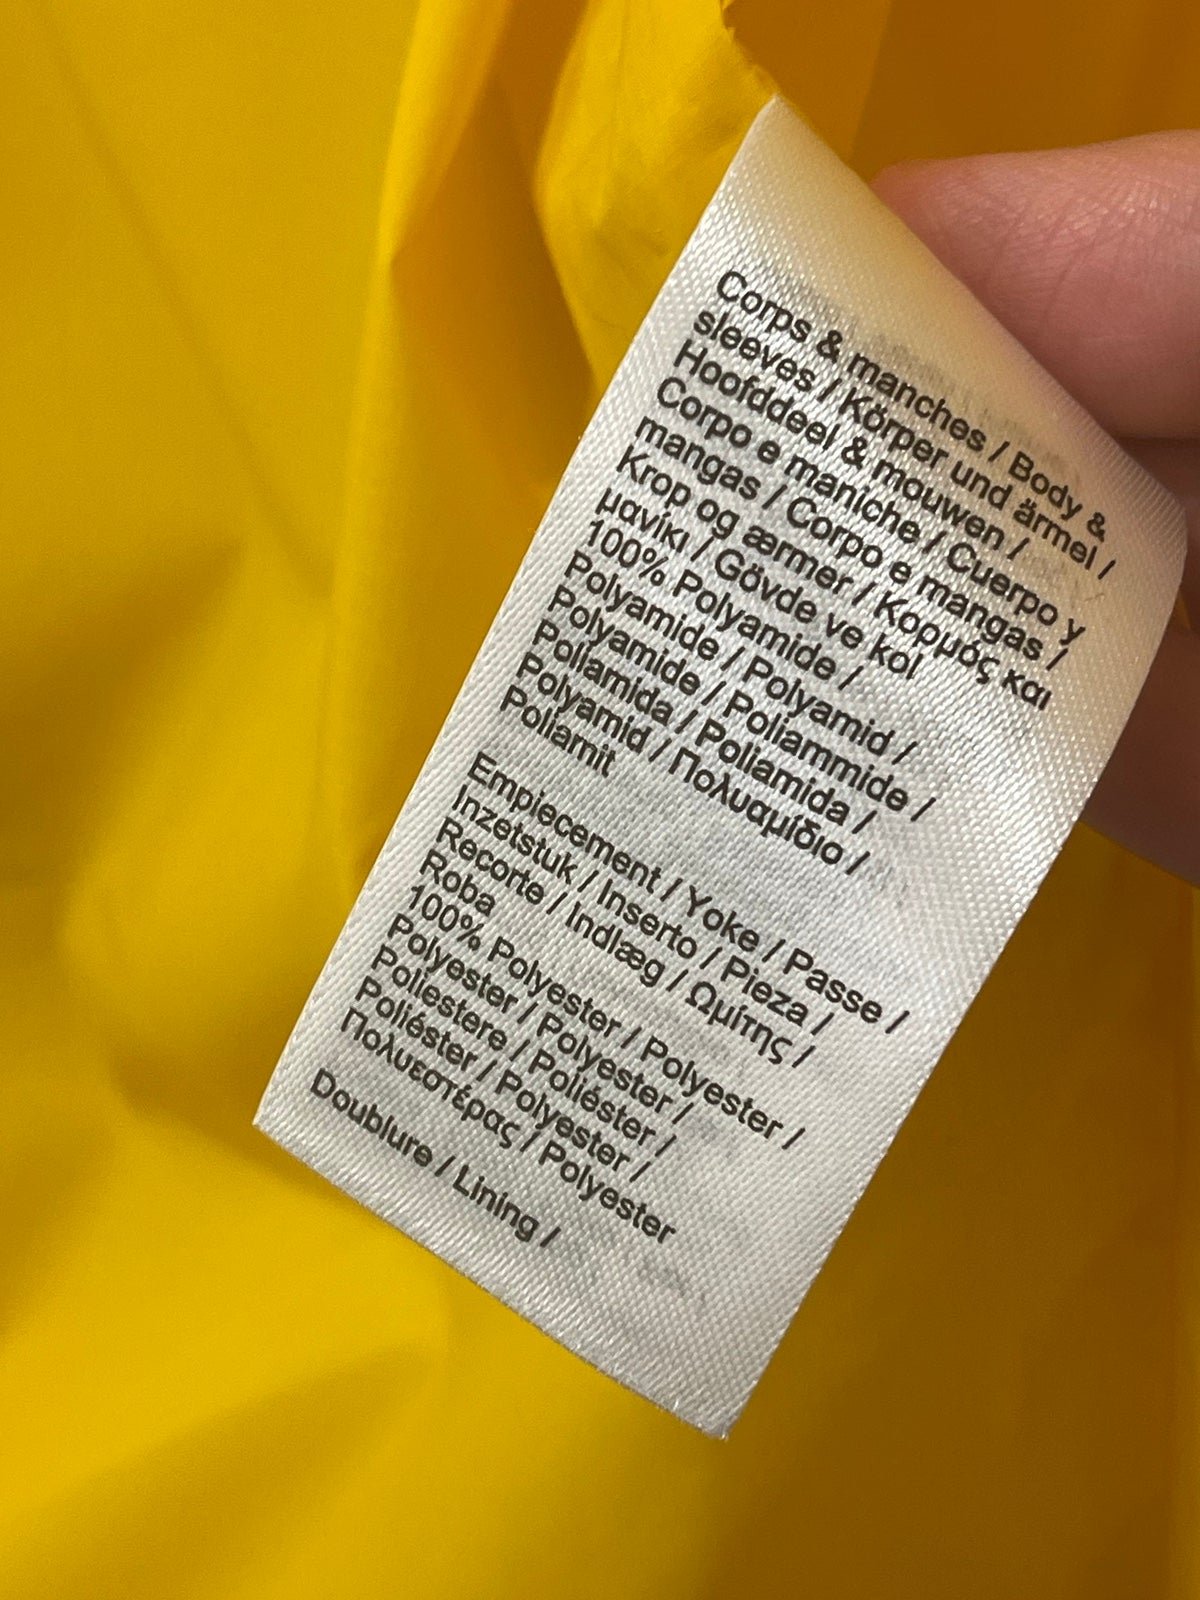 Corps & manches / Body &
sleeves / Körper und ärmel /
Hoofddeel & mouwen /
Corpo e maniche / Cuerpo y
mangas / Corpo e mangas /
Krop og ærmer / Κορμός και
μανίκι / Gövde ve kol
100% Polyamide /
Polyamide / Polyamid /
Polyamide / Poliammide /
Poliamida / Poliamida /
Polyamid / Πολυαμίδιο /
Poliamit
Empiecement / Yoke / Passe /
Inzetstuk / Inserto / Pieza /
Recorte / Indlæg / Ωμίτης /
Roba
100% Polyester / Polyester /
Polyester / Polyester /
Poliestere / Poliéster /
Poliéster / Polyester /
Πολυεστέρας / Polyester
Doublure / Lining /